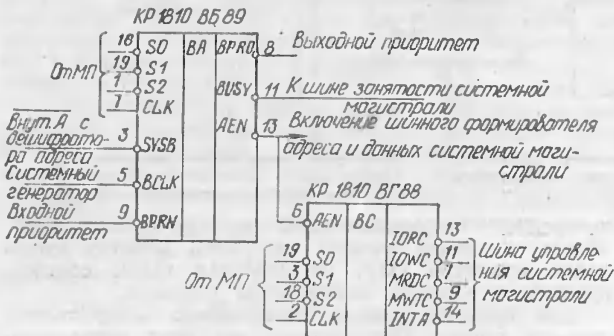 КР 1810 ВБ 89
От МП
18 S0 BA BPRO 8 Выходной приоритет
19 S1
1 S2
1 CLK
BUSY 11 К шине занятости системной
магистрали
AEN 13 Включение шинного формирователя
адреса и данных системной маги-
страли
Внут. А с
дешифрато-
ра адреса
3 SYSB
Системный
генератор
5 BCLK
Входной
приоритет
9 BPRN
КР 1810 ВГ 88
6 AEN BC
От МП
19 S0
3 S1
18 S2
2 CLK
IORC 13
IOWC 11
MRDC 7
MWTC 9
INTA 14
Шина управле-
ния системной
магистрали